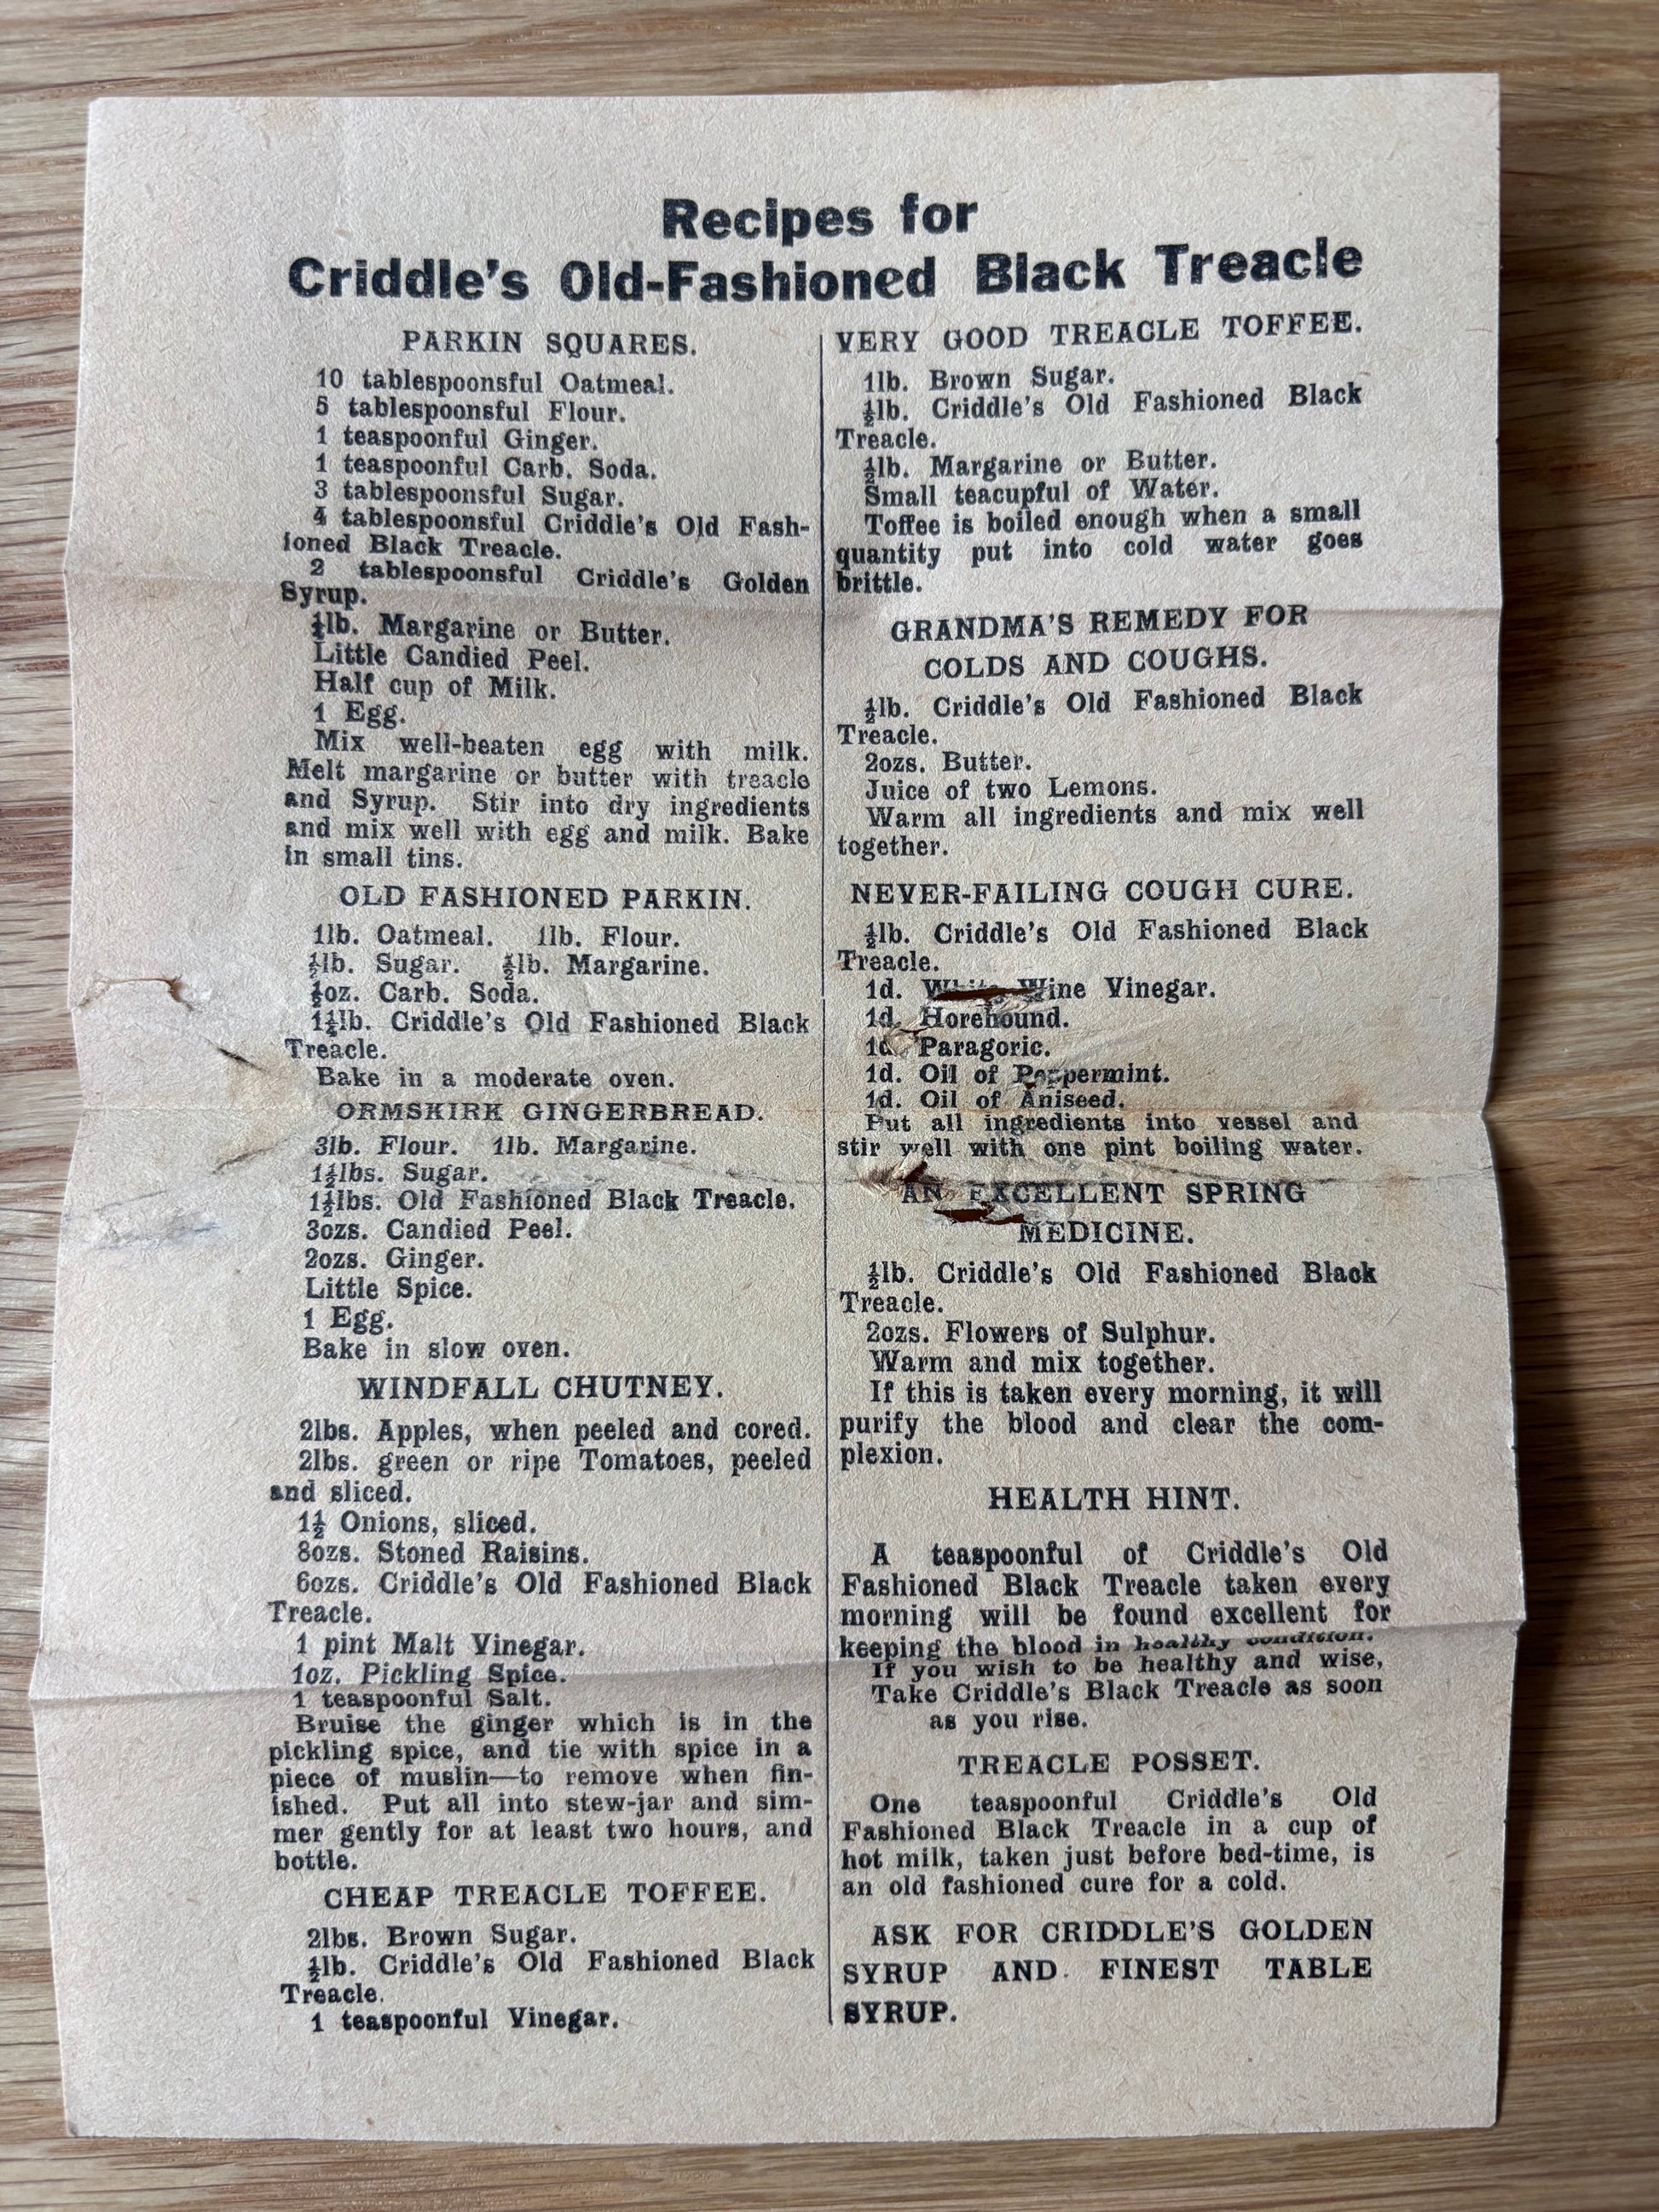 Recipes for
Criddle's Old-Fashioned Black Treacle
PARKIN SQUARES.
10 tablespoonsful Oatmeal.
5 tablespoonsful Flour.
1 teaspoonful Ginger.
1 teaspoonful Carb. Soda.
3 tablespoonsful Sugar.
4 tablespoonsful Criddle's Old Fash-
ioned Black Treacle.
2 tablespoonsful Criddle's Golden
Syrup.
¼lb. Margarine or Butter.
Little Candied Peel.
Half cup of Milk.
1 Egg.
Mix well-beaten egg with milk.
Melt margarine or butter with treacle
and Syrup. Stir into dry ingredients
and mix well with egg and milk. Bake
in small tins.
OLD FASHIONED PARKIN.
1lb. Oatmeal. 1lb. Flour.
½lb. Sugar. ½lb. Margarine.
½oz. Carb. Soda.
1½lb. Criddle's Old Fashioned Black
Treacle.
Bake in a moderate oven.
ORMSKIRK GINGERBREAD.
3lb. Flour. 1lb. Margarine.
1½lbs. Sugar.
1½lbs. Old Fashioned Black Treacle.
3ozs. Candied Peel.
2ozs. Ginger.
Little Spice.
1 Egg.
Bake in slow oven.
WINDFALL CHUTNEY.
2lbs. Apples, when peeled and cored.
2lbs. green or ripe Tomatoes, peeled
and sliced.
1½ Onions, sliced.
8ozs. Stoned Raisins.
6ozs. Criddle's Old Fashioned Black
Treacle.
1 pint Malt Vinegar.
1oz. Pickling Spice.
1 teaspoonful Salt.
Bruise the ginger which is in the
pickling spice, and tie with spice in a
piece of muslin—to remove when fin-
ished. Put all into stew-jar and sim-
mer gently for at least two hours, and
bottle.
CHEAP TREACLE TOFFEE.
2lbs. Brown Sugar.
½lb. Criddle's Old Fashioned Black
Treacle.
1 teaspoonful Vinegar.
VERY GOOD TREACLE TOFFEE.
1lb. Brown Sugar.
½lb. Criddle's Old Fashioned Black
Treacle.
½lb. Margarine or Butter.
Small teacupful of Water.
Toffee is boiled enough when a small
quantity put into cold water goes
brittle.
GRANDMA'S REMEDY FOR
COLDS AND COUGHS.
½lb. Criddle's Old Fashioned Black
Treacle.
2ozs. Butter.
Juice of two Lemons.
Warm all ingredients and mix well
together.
NEVER-FAILING COUGH CURE.
½lb. Criddle's Old Fashioned Black
Treacle.
1d. White Wine Vinegar.
1d. Horehound.
1d. Paragoric.
1d. Oil of Peppermint.
1d. Oil of Aniseed.
Put all ingredients into vessel and
stir well with one pint boiling water.
AN EXCELLENT SPRING
MEDICINE.
½lb. Criddle's Old Fashioned Black
Treacle.
2ozs. Flowers of Sulphur.
Warm and mix together.
If this is taken every morning, it will
purify the blood and clear the com-
plexion.
HEALTH HINT.
A teaspoonful of Criddle's Old
Fashioned Black Treacle taken every
morning will be found excellent for
keeping the blood in healthy condition.
If you wish to be healthy and wise,
Take Criddle's Black Treacle as soon
as you rise.
TREACLE POSSET.
One teaspoonful Criddle's Old
Fashioned Black Treacle in a cup of
hot milk, taken just before bed-time, is
an old fashioned cure for a cold.
ASK FOR CRIDDLE'S GOLDEN
SYRUP AND FINEST TABLE
SYRUP.